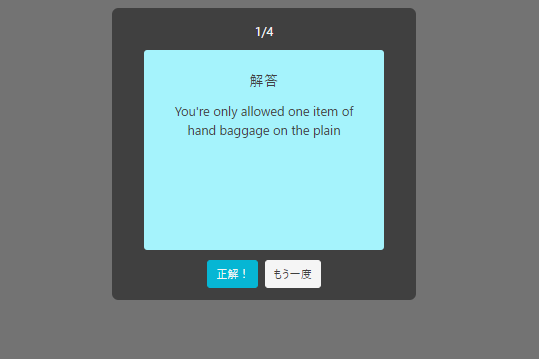 1/4
解答
You're only allowed one item of
hand baggage on the plain
正解！
もう一度